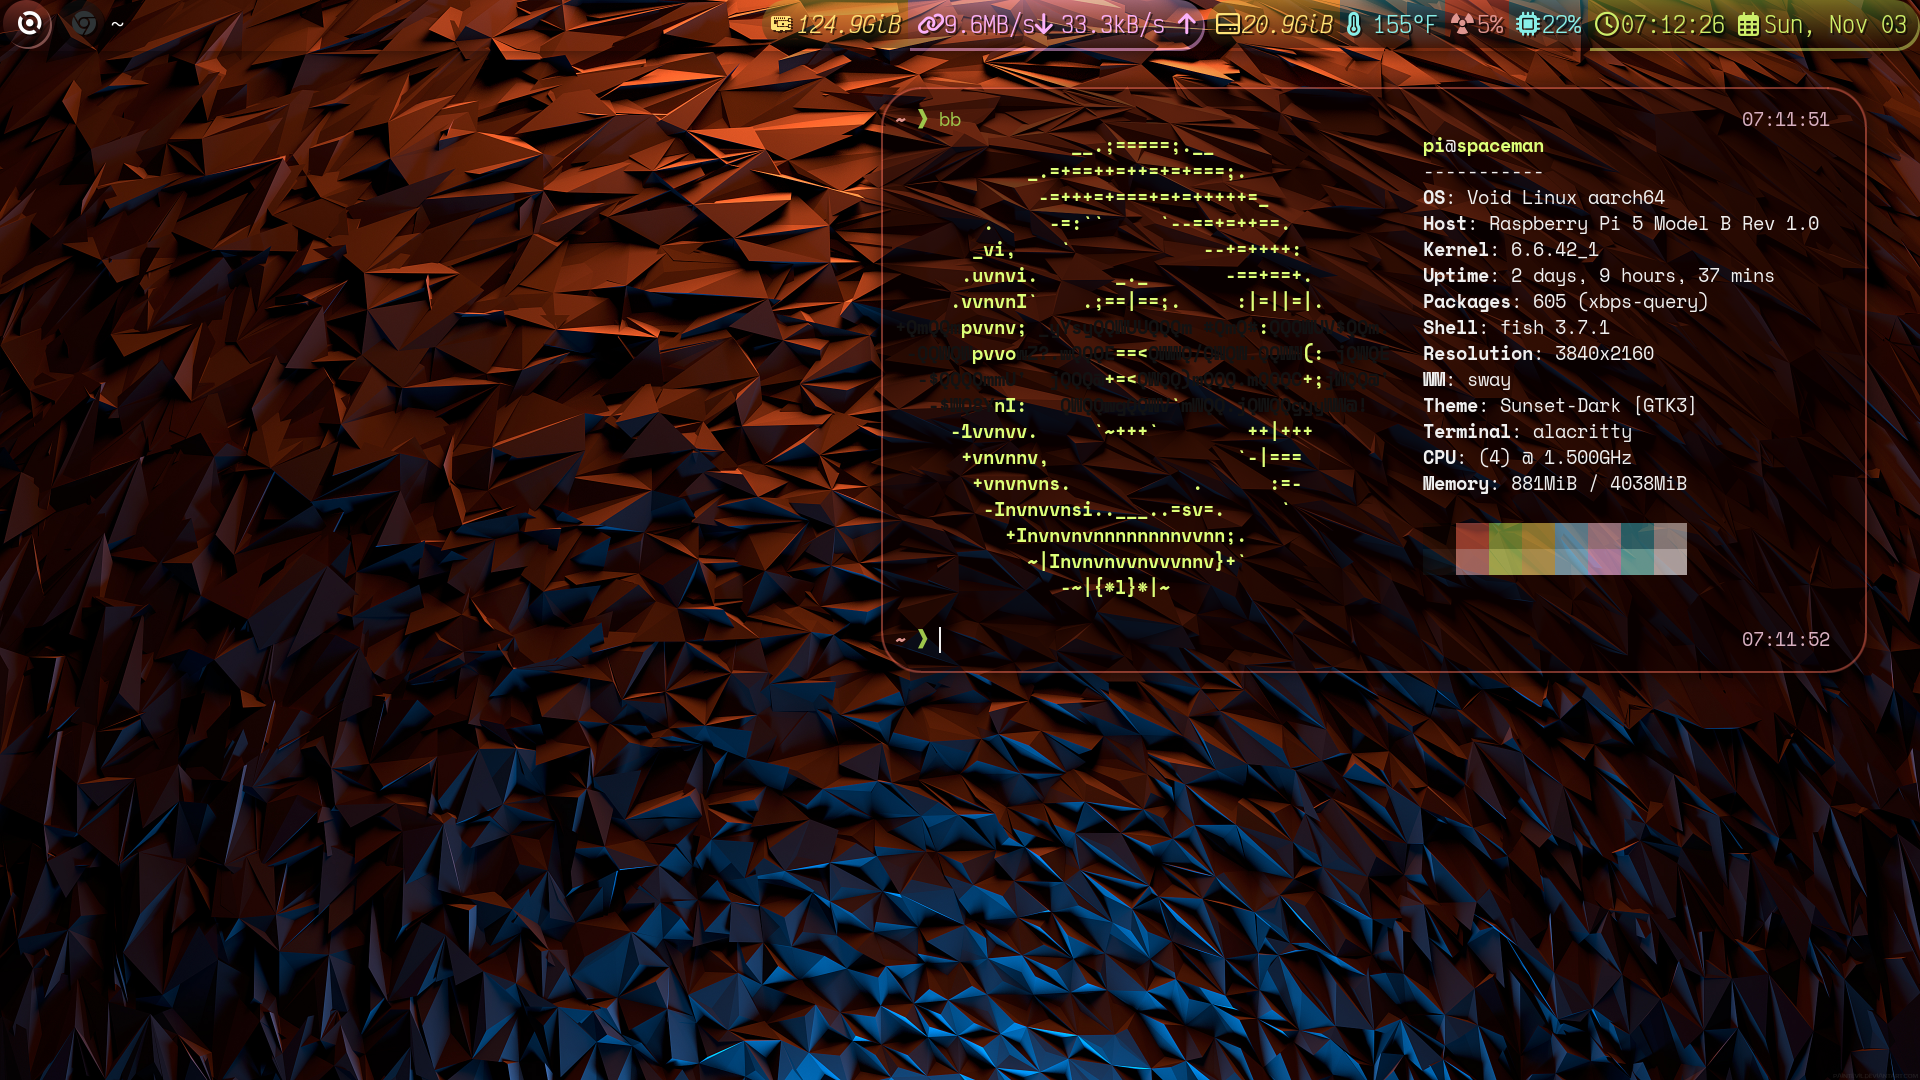 ~ 124.9GiB 9.6MB/s 33.3kB/s 20.9GiB 155°F 5% 22% 07:12:26 Sun, Nov 03
~ ❯ bb 07:11:51
pi@spaceman
-----------
OS: Void Linux aarch64
Host: Raspberry Pi 5 Model B Rev 1.0
Kernel: 6.6.42_1
Uptime: 2 days, 9 hours, 37 mins
Packages: 605 (xbps-query)
Shell: fish 3.7.1
Resolution: 3840x2160
WM: sway
Theme: Sunset-Dark [GTK3]
Terminal: alacritty
CPU: (4) @ 1.500GHz
Memory: 881MiB / 4038MiB
~ ❯ 07:11:52